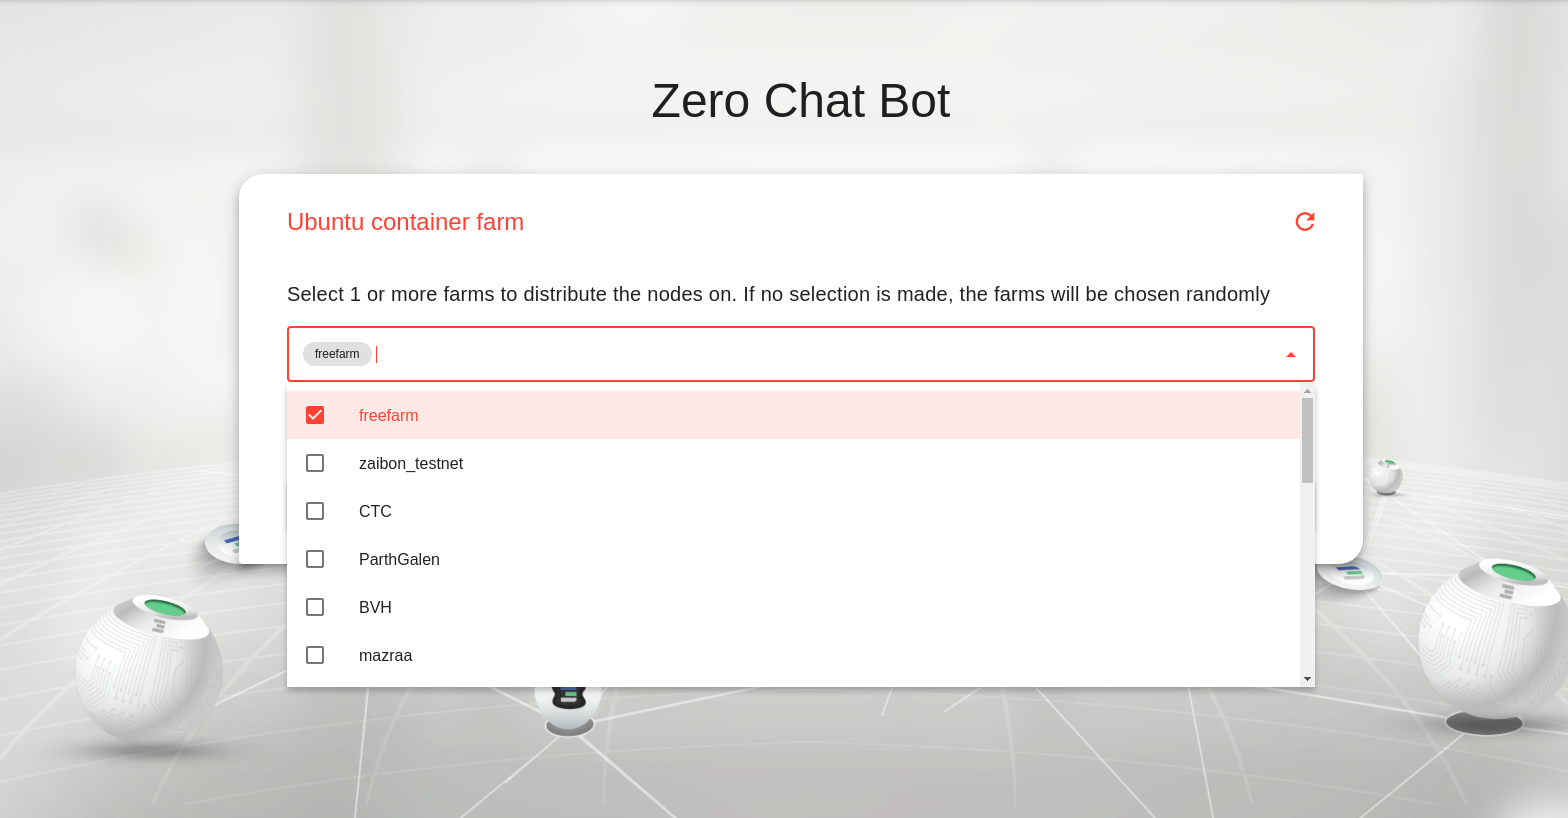 Zero Chat Bot
Ubuntu container farm
Select 1 or more farms to distribute the nodes on. If no selection is made, the farms will be chosen randomly
freefarm
freefarm
zaibon_testnet
CTC
ParthGalen
BVH
mazraa